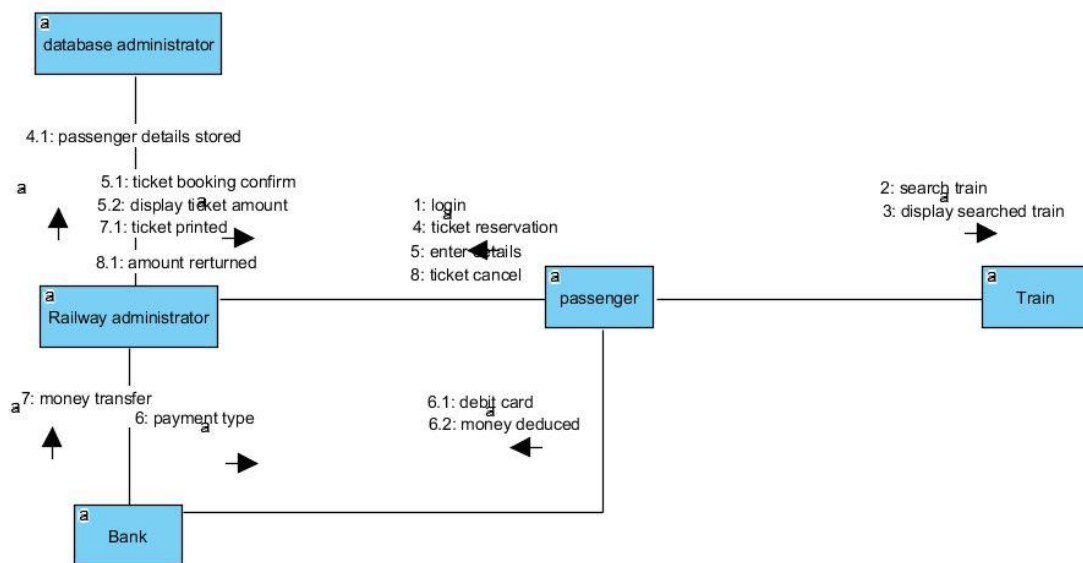 a
database administrator
4.1: passenger details stored
a
5.1: ticket booking confirm
5.2: display ticket amount
a
7.1: ticket printed
8.1: amount rerturned
1: login
a
4: ticket reservation
5: enter details
8: ticket cancel
2: search train
a
3: display searched train
a
Railway administrator
a
passenger
a
Train
7: money transfer
a
6: payment type
a
6.1: debit card
a
6.2: money deduced
a
Bank